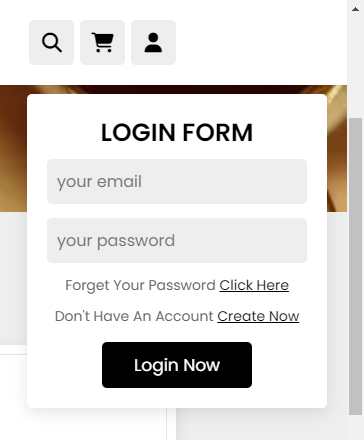 LOGIN FORM
your email
your password
Forget Your Password Click Here
Don't Have An Account Create Now
Login Now